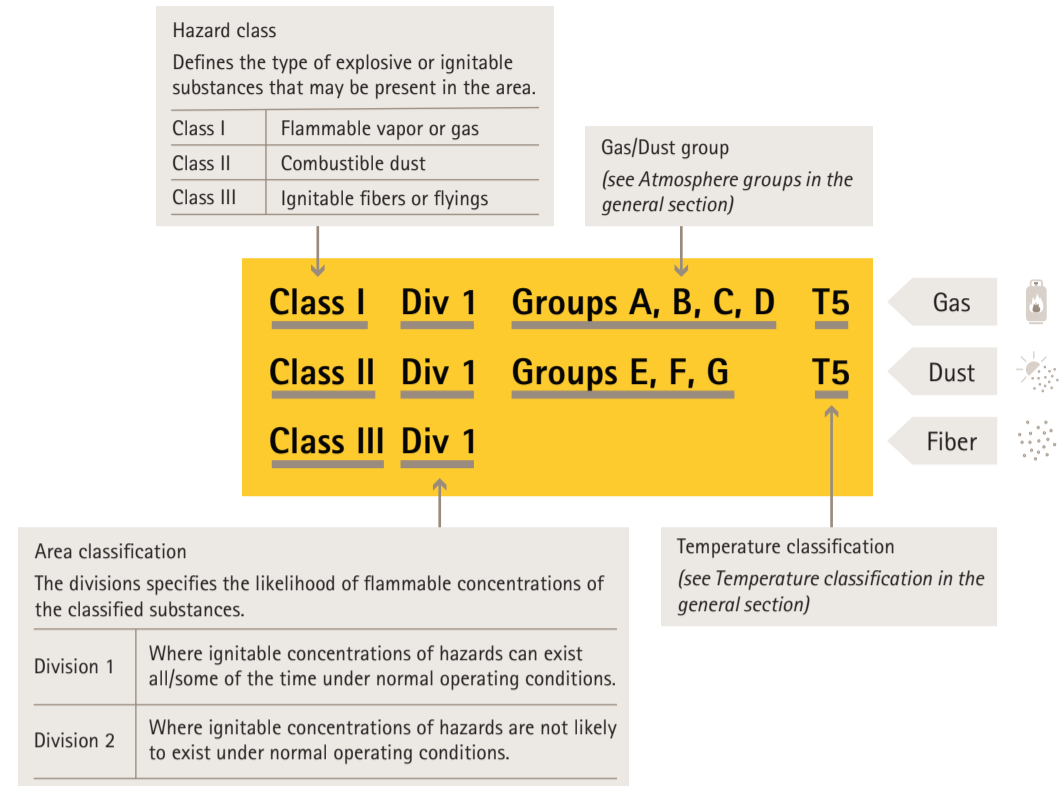 Hazard class
Defines the type of explosive or ignitable
substances that may be present in the area.
Class I Flammable vapor or gas
Class II Combustible dust
Class III Ignitable fibers or flyings
Gas/Dust group
(see Atmosphere groups in the
general section)
Class I Div 1 Groups A, B, C, D T5
Gas
Class II Div 1 Groups E, F, G T5
Dust
Class III Div 1
Fiber
Area classification
The divisions specifies the likelihood of flammable concentrations of
the classified substances.
Division 1 Where ignitable concentrations of hazards can exist
all/some of the time under normal operating conditions.
Division 2 Where ignitable concentrations of hazards are not likely
to exist under normal operating conditions.
Temperature classification
(see Temperature classification in the
general section)